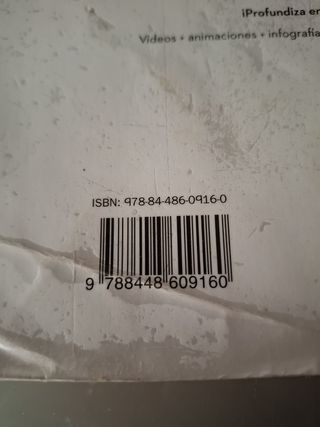 ¡Profundiza en
Vídeos + animaciones + infografía
ISBN: 978-84-486-0916-0
9 788448 609160